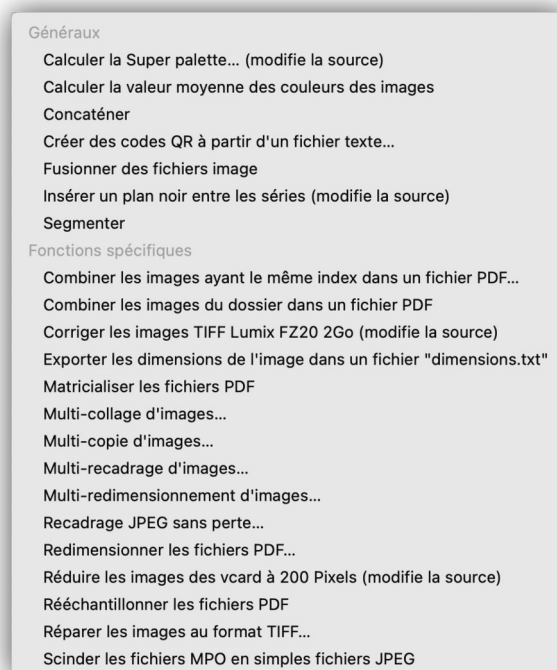 Généraux
Calculer la Super palette... (modifie la source)
Calculer la valeur moyenne des couleurs des images
Concaténer
Créer des codes QR à partir d'un fichier texte...
Fusionner des fichiers image
Insérer un plan noir entre les séries (modifie la source)
Segmenter
Fonctions spécifiques
Combiner les images ayant le même index dans un fichier PDF...
Combiner les images du dossier dans un fichier PDF
Corriger les images TIFF Lumix FZ20 2Go (modifie la source)
Exporter les dimensions de l'image dans un fichier "dimensions.txt"
Matricialiser les fichiers PDF
Multi-collage d'images...
Multi-copie d'images...
Multi-recadrage d'images...
Multi-redimensionnement d'images...
Recadrage JPEG sans perte...
Redimensionner les fichiers PDF...
Réduire les images des vcard à 200 Pixels (modifie la source)
Rééchantillonner les fichiers PDF
Réparer les images au format TIFF...
Scinder les fichiers MPO en simples fichiers JPEG